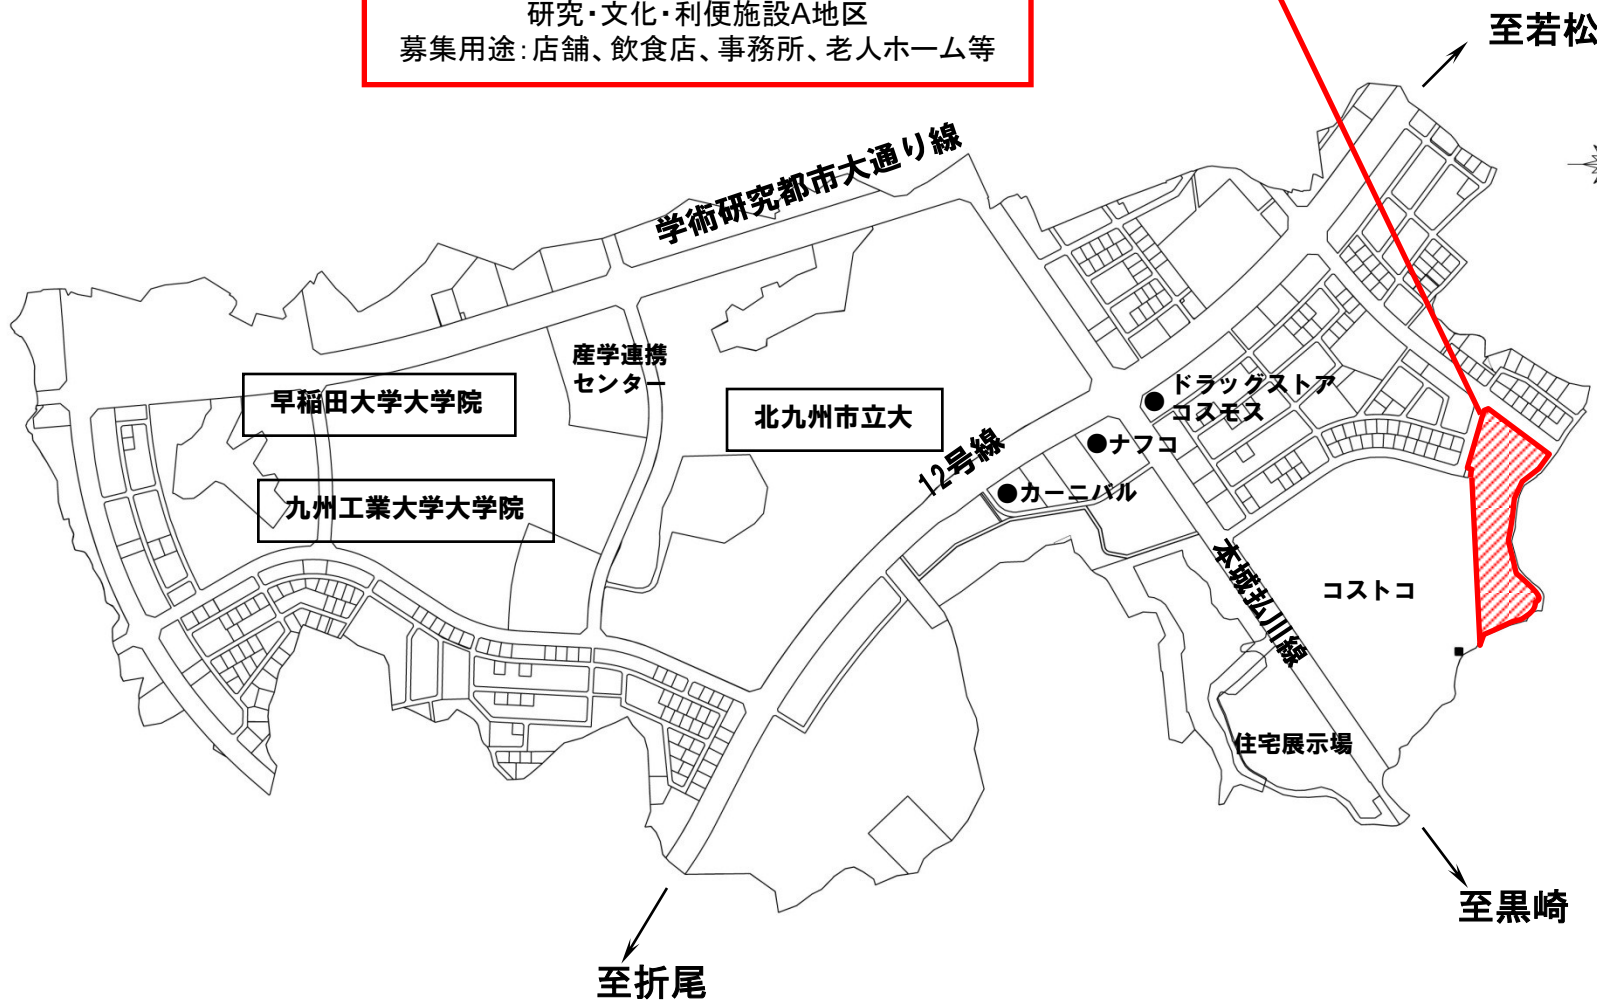 研究・文化・利便施設A地区
募集用途：店舗、飲食店、事務所、老人ホーム等
至若松
学術研究都市大通り線
産学連携
センター
早稲田大学大学院
北九州市立大
ドラッグストア
コスモス
ナフコ
12号線
カーニバル
九州工業大学大学院
本城払川線
コストコ
住宅展示場
至黒崎
至折尾